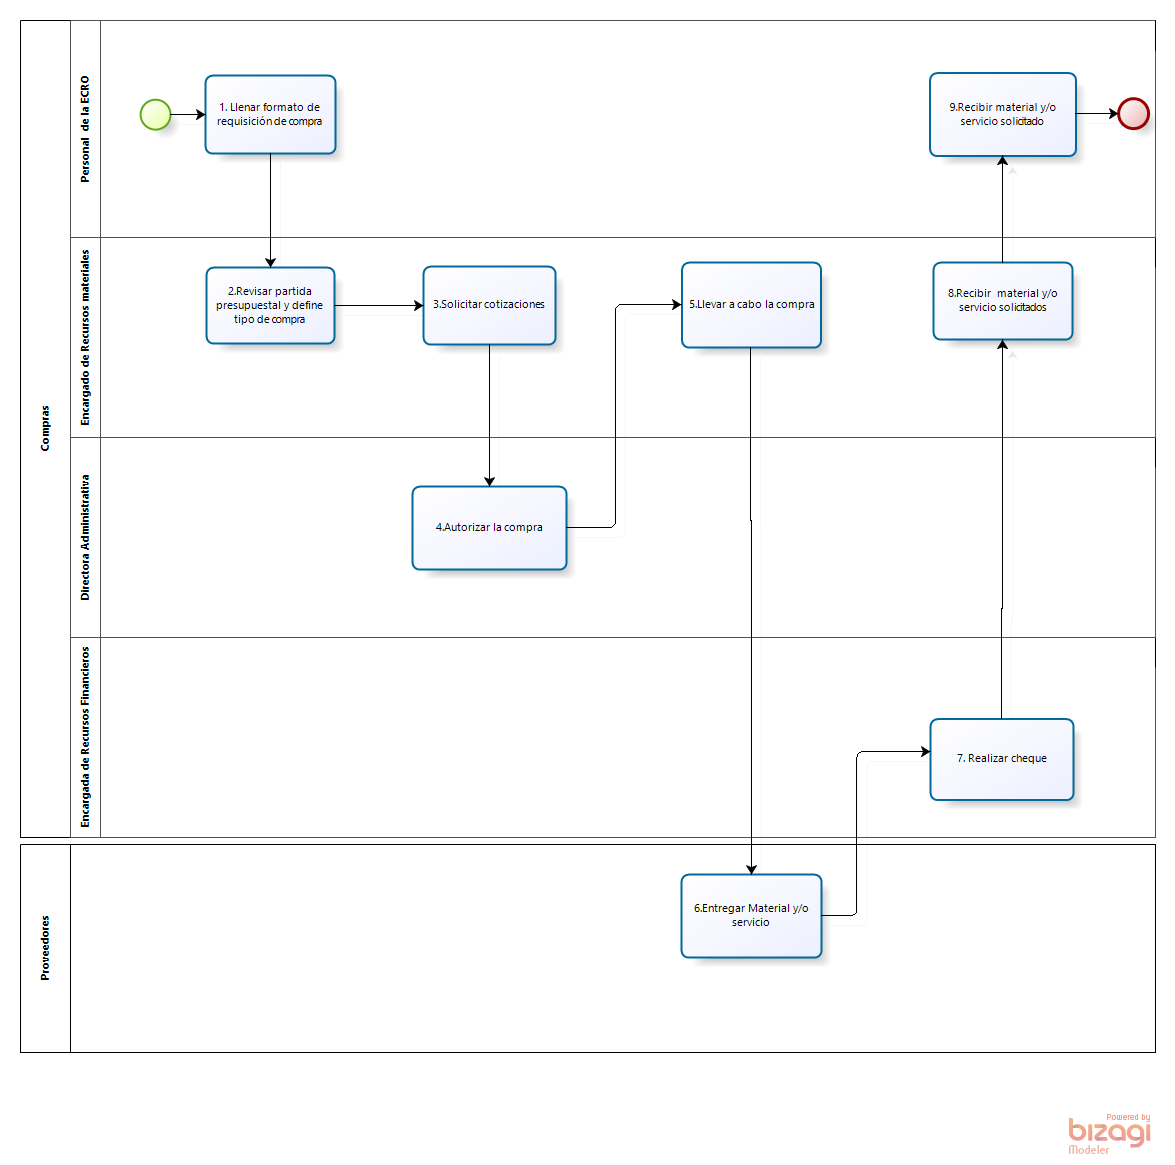 Compras
Personal de la ECRO
1. Llenar formato de
requisición de compra
9.Recibir material y/o
servicio solicitado
Encargado de Recursos materiales
2.Revisar partida
presupuestal y define
tipo de compra
3.Solicitar cotizaciones
5.Llevar a cabo la compra
8.Recibir material y/o
servicio solicitados
Directora Administrativa
4.Autorizar la compra
Encargada de Recursos Financieros
7. Realizar cheque
Proveedores
6.Entregar Material y/o
servicio
Powered by
bizagi
Modeler